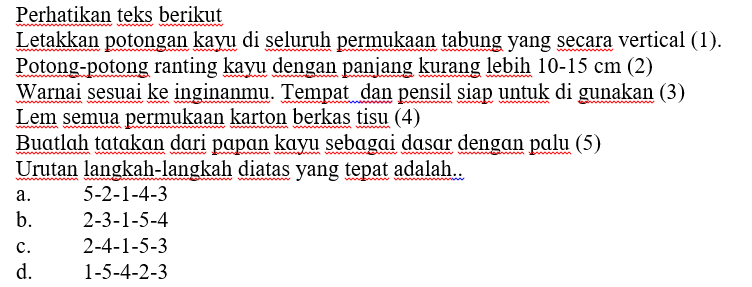 Perhatikan teks berikut
Letakkan potongan kayu di seluruh permukaan tabung yang secara vertical (1).
Potong-potong ranting kayu dengan panjang kurang lebih 10-15 cm (2)
Warnai sesuai ke inginanmu. Tempat dan pensil siap untuk di gunakan (3)
Lem semua permukaan karton berkas tisu (4)
Buatlah tatakan dari papan kayu sebagai dasar dengan palu (5)
Urutan langkah-langkah diatas yang tepat adalah..
a. 5-2-1-4-3
b. 2-3-1-5-4
c. 2-4-1-5-3
d. 1-5-4-2-3